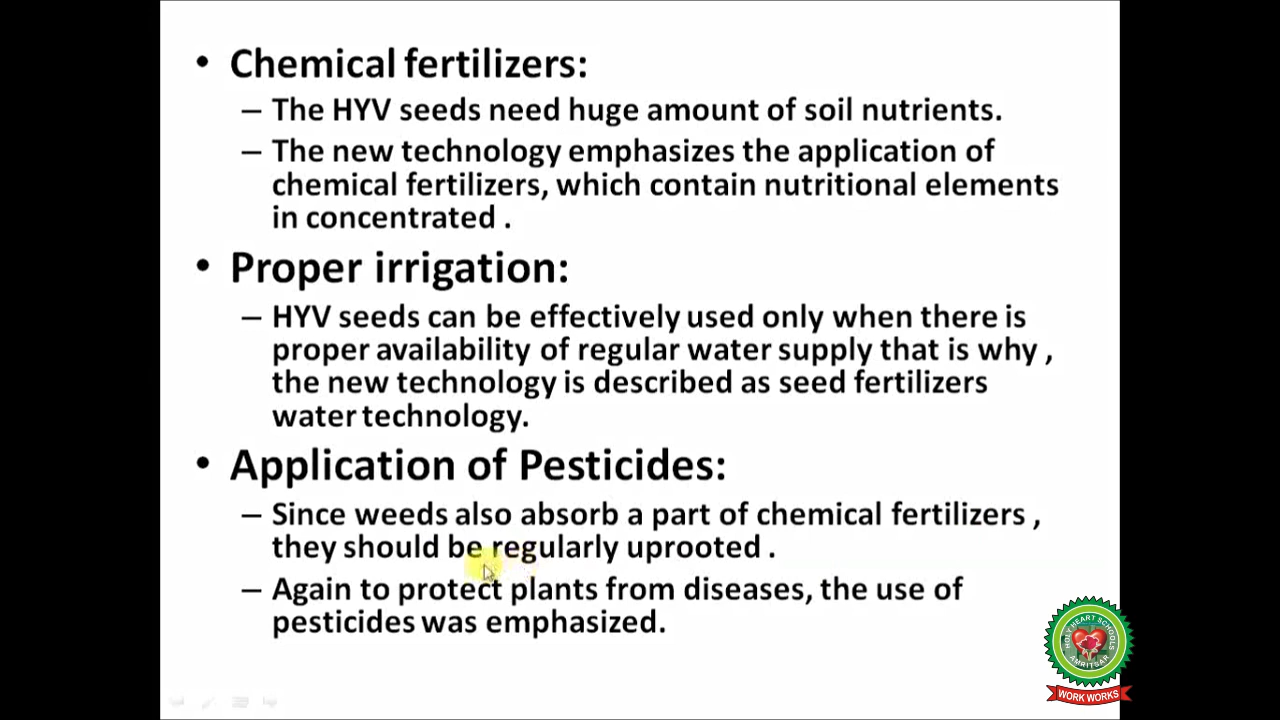 • Chemical fertilizers:
– The HYV seeds need huge amount of soil nutrients.
– The new technology emphasizes the application of
chemical fertilizers, which contain nutritional elements
in concentrated .
• Proper irrigation:
– HYV seeds can be effectively used only when there is
proper availability of regular water supply that is why ,
the new technology is described as seed fertilizers
water technology.
• Application of Pesticides:
– Since weeds also absorb a part of chemical fertilizers ,
they should be regularly uprooted .
– Again to protect plants from diseases, the use of
pesticides was emphasized.
HOLY HEART SCHOOLS
AMRITSAR
WORK WORKS